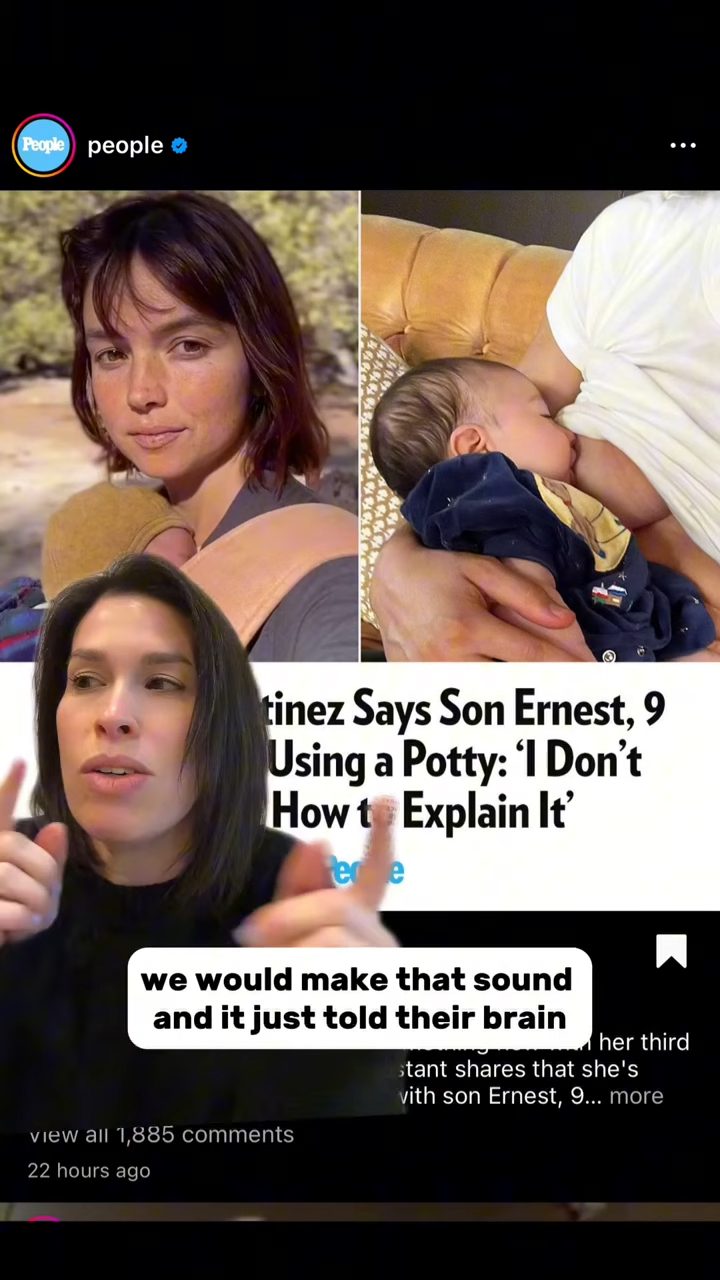 People
people
tinez Says Son Ernest, 9
Using a Potty: ‘I Don’t
How Explain It’
we would make that sound
and it just told their brain
her third
stant shares that she's
with son Ernest, 9... more
View all 1,885 comments
22 hours ago